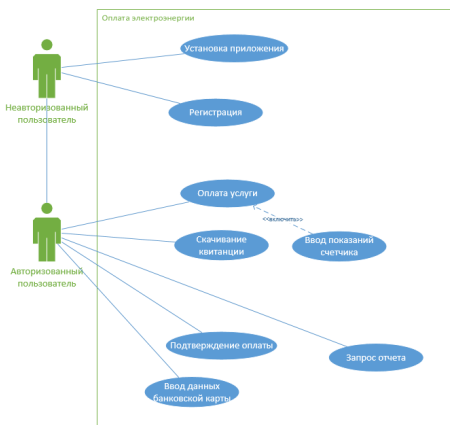 Оплата электроэнергии
Установка приложения
Неавторизованный
пользователь
Регистрация
Оплата услуги
<<включить>>
Скачивание
квитанции
Ввод показаний
счетчика
Авторизованный
пользователь
Подтверждение оплаты
Запрос отчета
Ввод данных
банковской карты